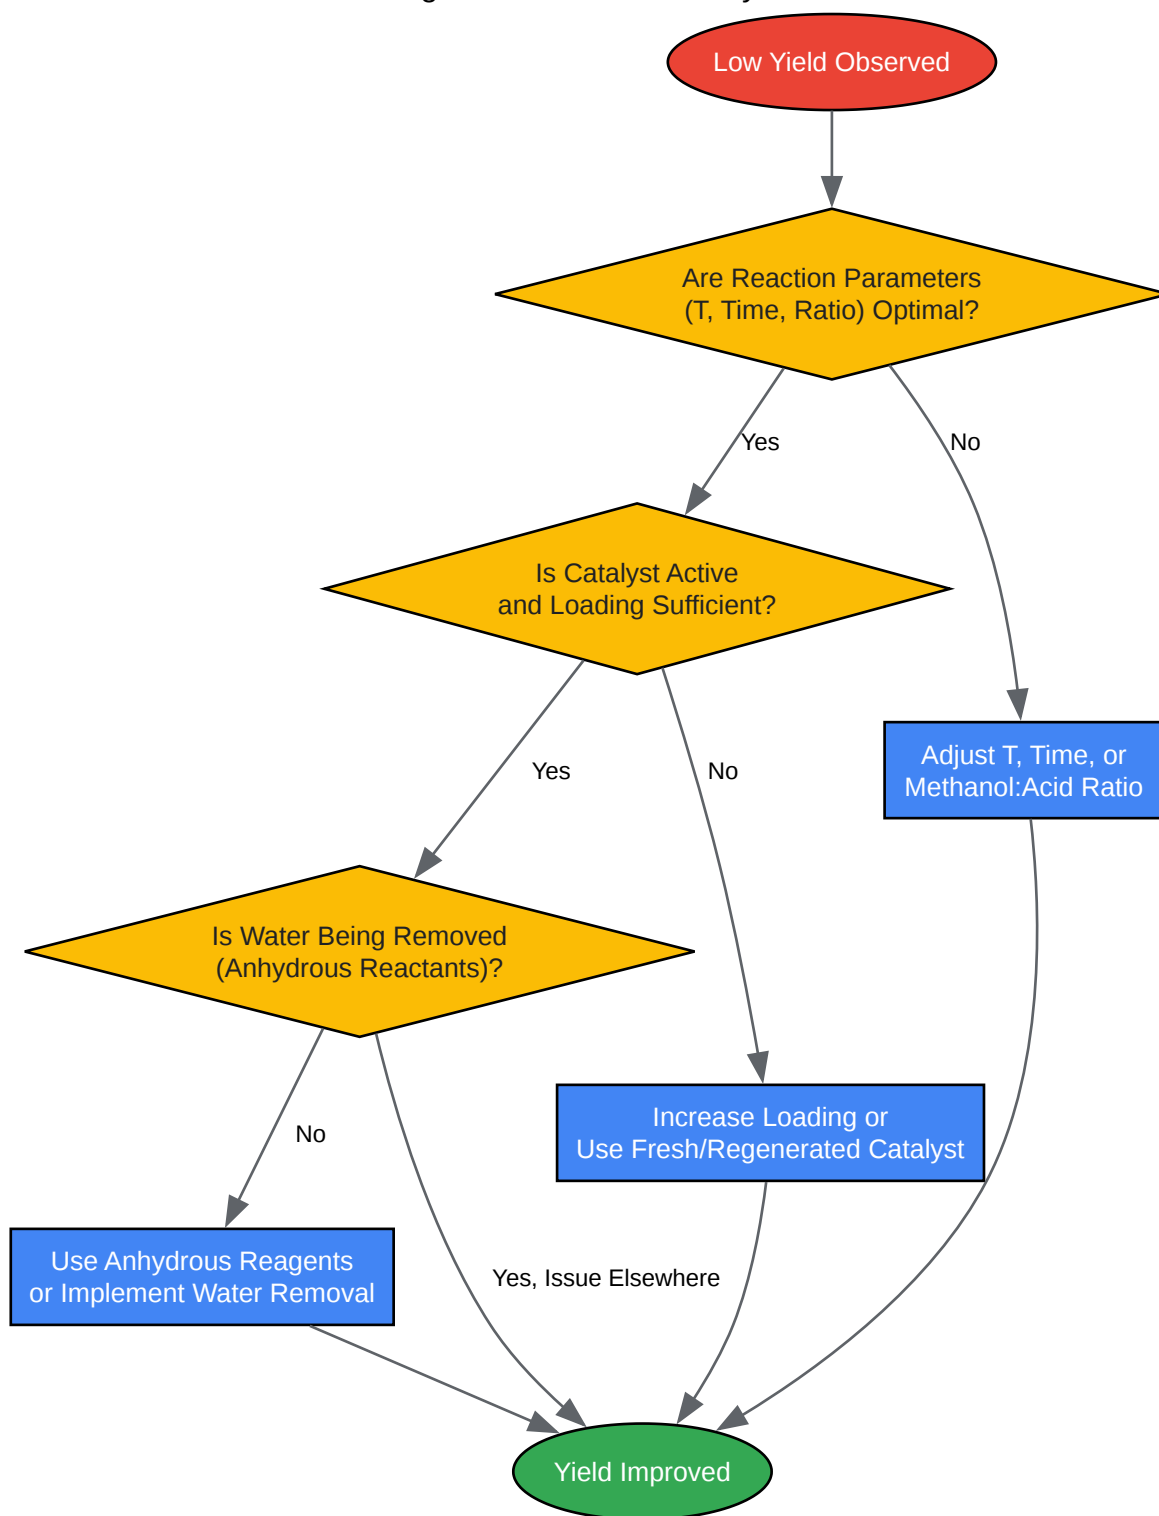 Low Yield Observed
Are Reaction Parameters
(T, Time, Ratio) Optimal?
Yes
No
Is Catalyst Active
and Loading Sufficient?
Adjust T, Time, or
Methanol:Acid Ratio
Yes
No
Is Water Being Removed
(Anhydrous Reactants)?
Increase Loading or
Use Fresh/Regenerated Catalyst
No
Use Anhydrous Reagents
or Implement Water Removal
Yes, Issue Elsewhere
Yield Improved